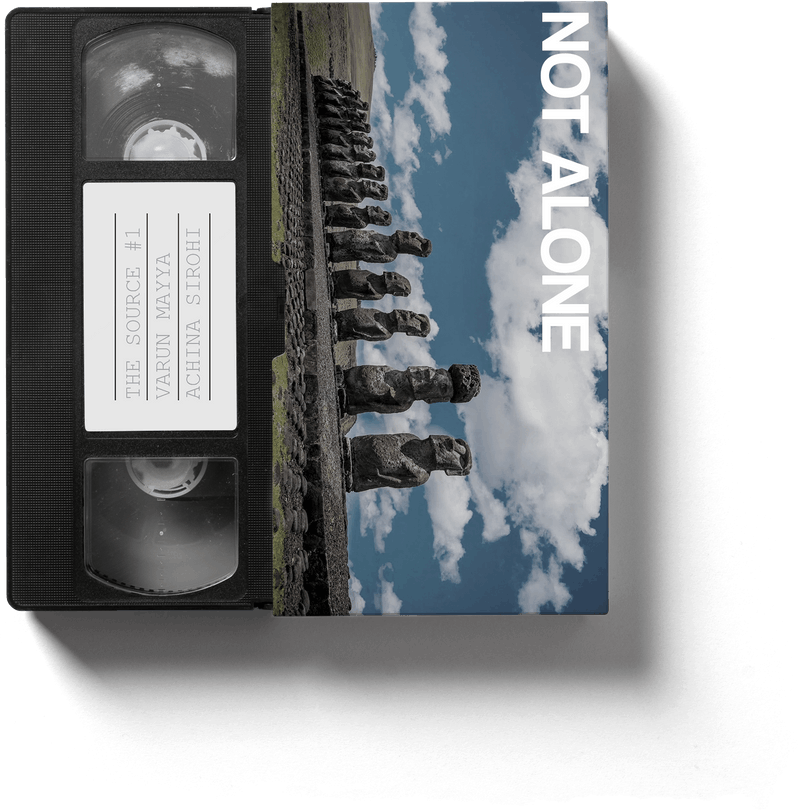 THE SOURCE #1
VARUN MAYYA
ACHINA SIROHI
NOT ALONE